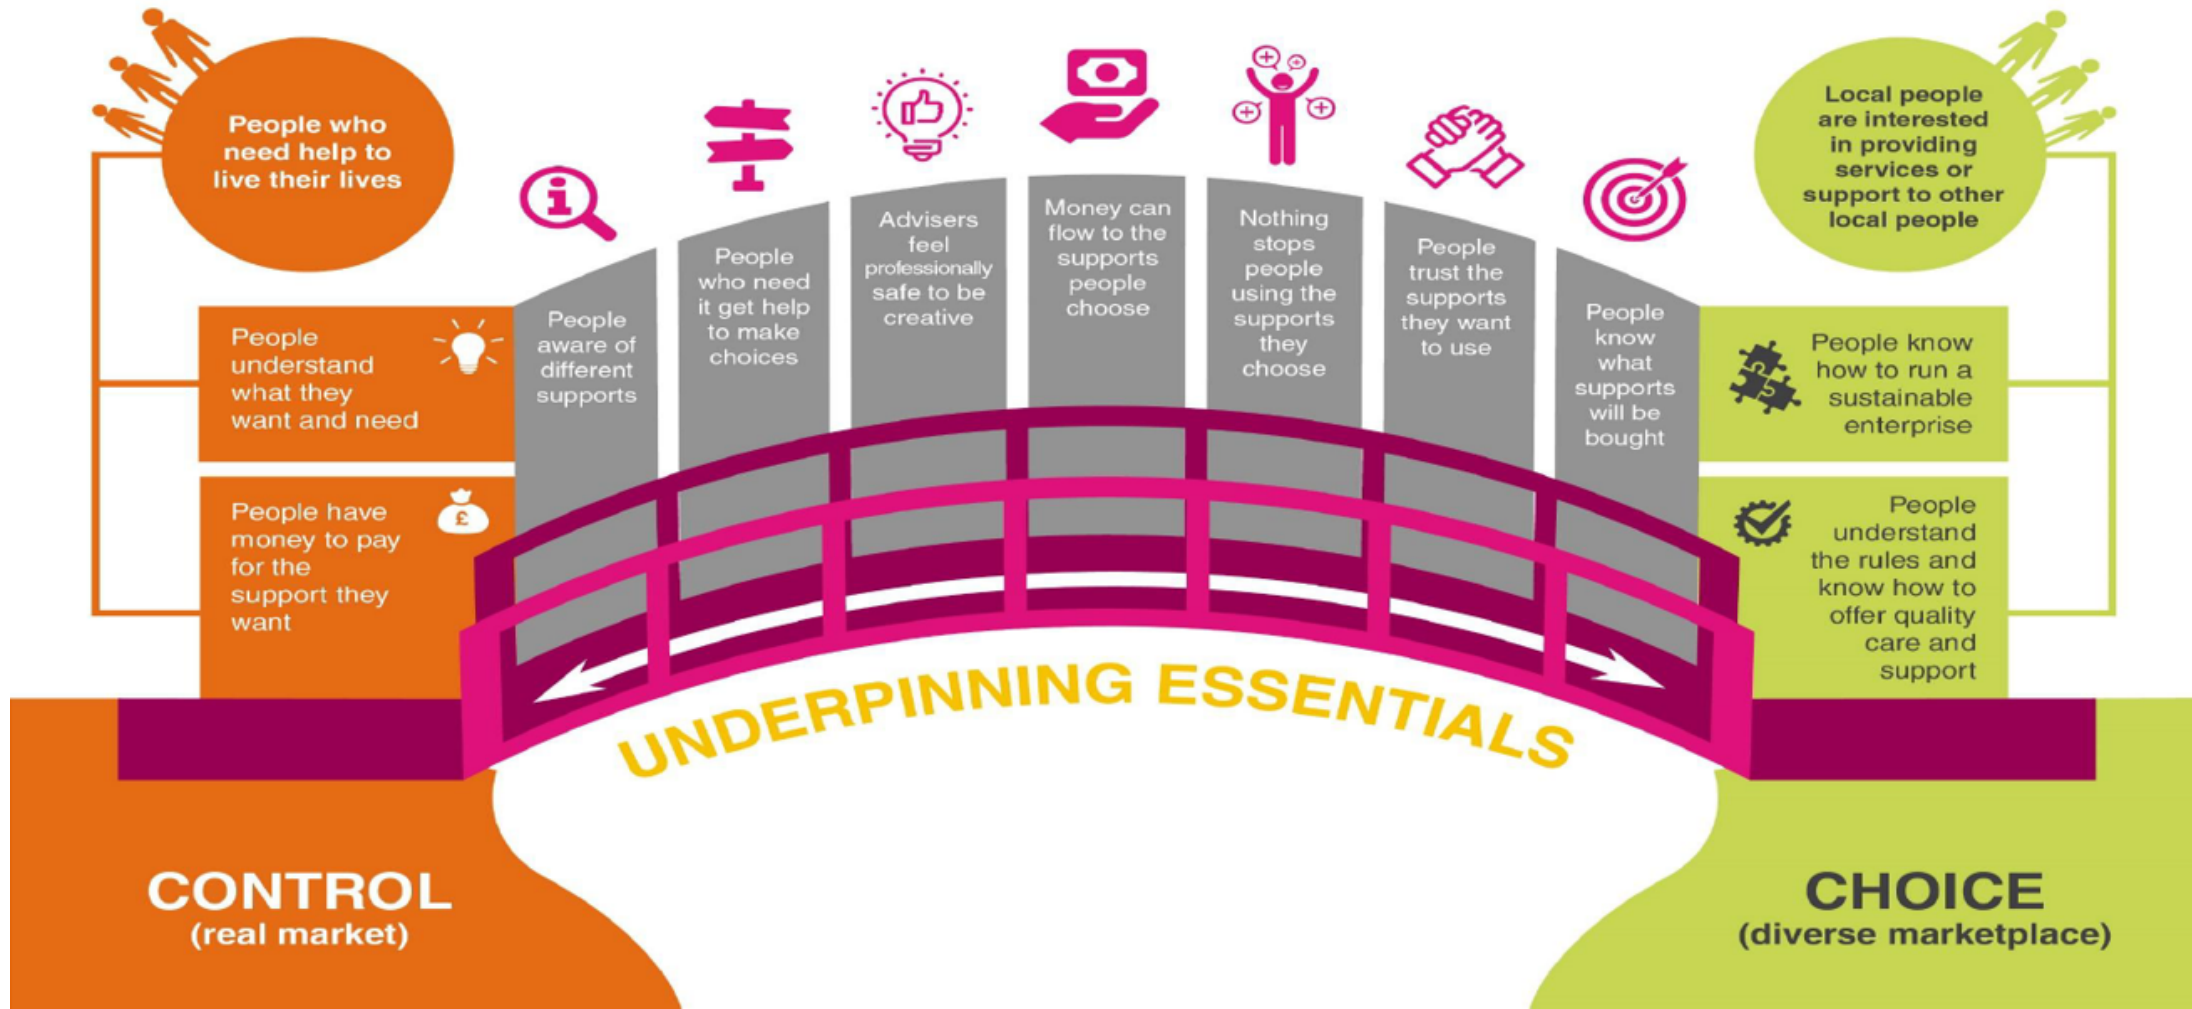 People who
need help to
live their lives
People
understand
what they
want and need
People have
money to pay
for the
support they
want
£
i
People
aware of
different
supports
People
who need
it get help
to make
choices
Advisers
feel
professionally
safe to be
creative
Money can
flow to the
supports
people
choose
Nothing
stops
people
using the
supports
they
choose
People
trust the
supports
they want
to use
People
know
what
supports
will be
bought
Local people
are interested
in providing
services or
support to other
local people
People know
how to run a
sustainable
enterprise
People
understand
the rules and
know how to
offer quality
care and
support
UNDERPINNING ESSENTIALS
CONTROL
(real market)
CHOICE
(diverse marketplace)